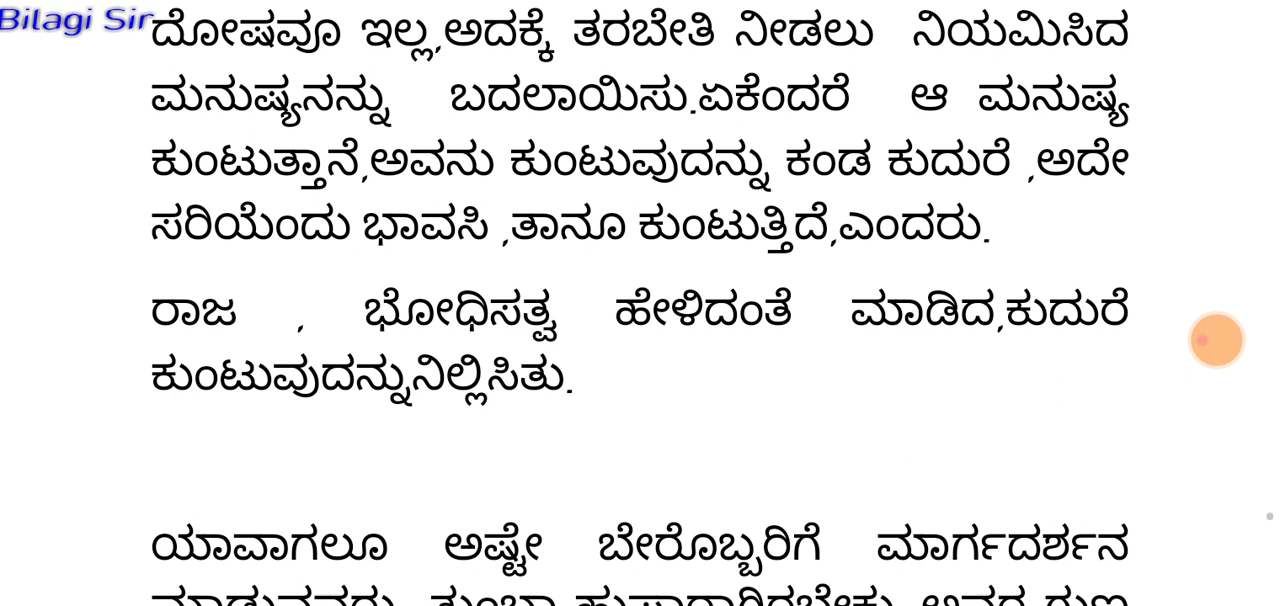 Bilagi Sir
ದೋಷವೂ ಇಲ್ಲ,ಅದಕ್ಕೆ ತರಬೇತಿ ನೀಡಲು ನಿಯಮಿಸಿದ
ಮನುಷ್ಯನನ್ನು ಬದಲಾಯಿಸು.ಏಕೆಂದರೆ ಆ ಮನುಷ್ಯ
ಕುಂಟುತ್ತಾನೆ,ಅವನು ಕುಂಟುವುದನ್ನು ಕಂಡ ಕುದುರೆ ,ಅದೇ
ಸರಿಯೆಂದು ಭಾವಸಿ ,ತಾನೂ ಕುಂಟುತ್ತಿದೆ,ಎಂದರು.
ರಾಜ , ಭೋಧಿಸತ್ವ ಹೇಳಿದಂತೆ ಮಾಡಿದ,ಕುದುರೆ
ಕುಂಟುವುದನ್ನುನಿಲ್ಲಿಸಿತು.
ಯಾವಾಗಲೂ ಅಷ್ಟೇ ಬೇರೊಬ್ಬರಿಗೆ ಮಾರ್ಗದರ್ಶನ